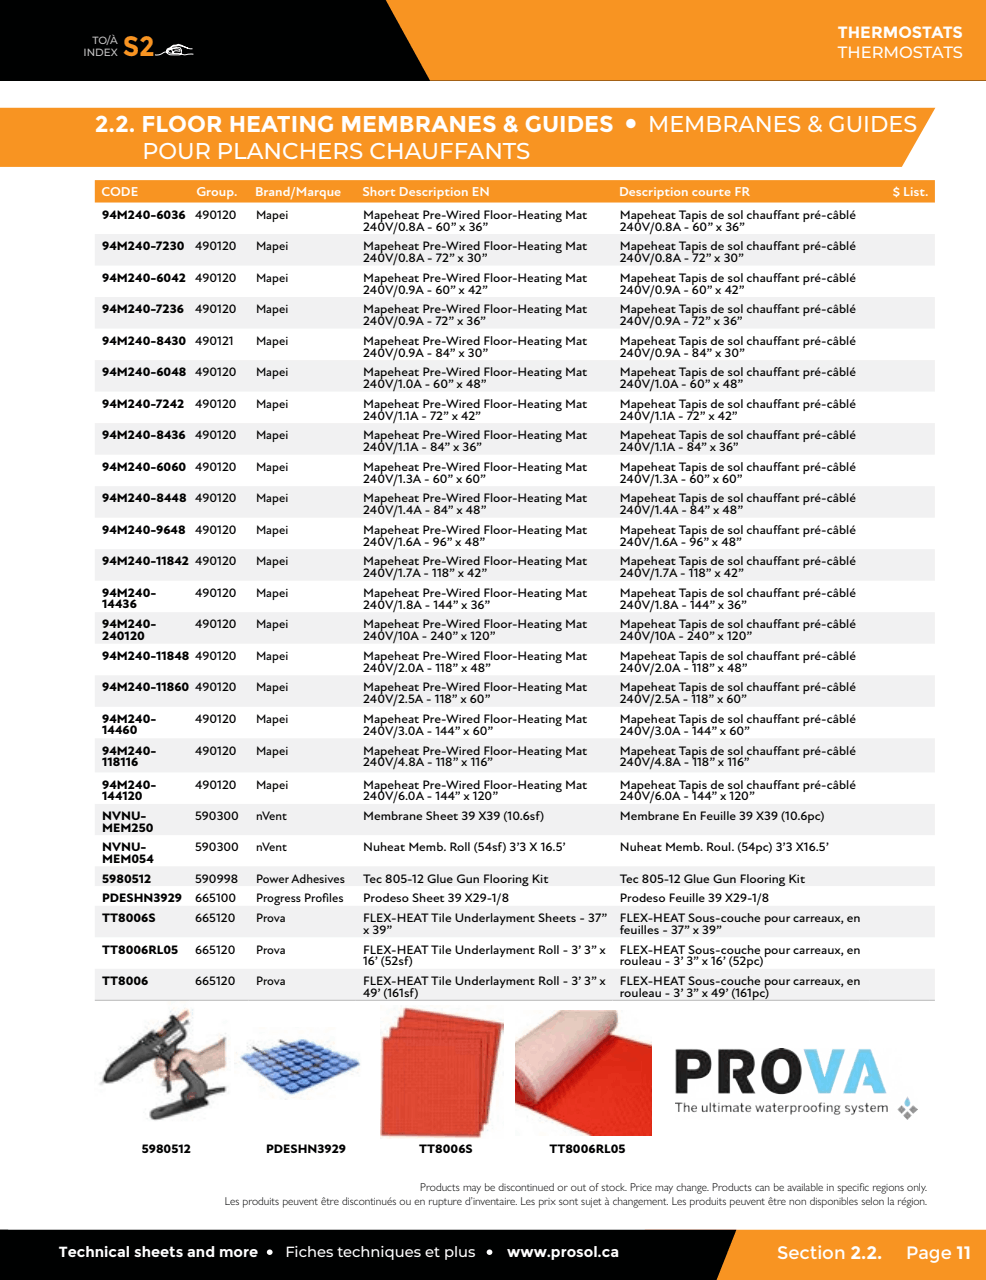 TO/À
INDEX S2
THERMOSTATS
THERMOSTATS
2.2. FLOOR HEATING MEMBRANES & GUIDES • MEMBRANES & GUIDES
POUR PLANCHERS CHAUFFANTS
CODE Group. Brand/Marque Short Description EN Description courte FR $ List.
94M240-6036 490120 Mapei Mapeheat Pre-Wired Floor-Heating Mat Mapeheat Tapis de sol chauffant pré-câblé
240V/0.8A - 60” x 36” 240V/0.8A - 60” x 36”
94M240-7230 490120 Mapei Mapeheat Pre-Wired Floor-Heating Mat Mapeheat Tapis de sol chauffant pré-câblé
240V/0.8A - 72” x 30” 240V/0.8A - 72” x 30”
94M240-6042 490120 Mapei Mapeheat Pre-Wired Floor-Heating Mat Mapeheat Tapis de sol chauffant pré-câblé
240V/0.9A - 60” x 42” 240V/0.9A - 60” x 42”
94M240-7236 490120 Mapei Mapeheat Pre-Wired Floor-Heating Mat Mapeheat Tapis de sol chauffant pré-câblé
240V/0.9A - 72” x 36” 240V/0.9A - 72” x 36”
94M240-8430 490121 Mapei Mapeheat Pre-Wired Floor-Heating Mat Mapeheat Tapis de sol chauffant pré-câblé
240V/0.9A - 84” x 30” 240V/0.9A - 84” x 30”
94M240-6048 490120 Mapei Mapeheat Pre-Wired Floor-Heating Mat Mapeheat Tapis de sol chauffant pré-câblé
240V/1.0A - 60” x 48” 240V/1.0A - 60” x 48”
94M240-7242 490120 Mapei Mapeheat Pre-Wired Floor-Heating Mat Mapeheat Tapis de sol chauffant pré-câblé
240V/1.1A - 72” x 42” 240V/1.1A - 72” x 42”
94M240-8436 490120 Mapei Mapeheat Pre-Wired Floor-Heating Mat Mapeheat Tapis de sol chauffant pré-câblé
240V/1.1A - 84” x 36” 240V/1.1A - 84” x 36”
94M240-6060 490120 Mapei Mapeheat Pre-Wired Floor-Heating Mat Mapeheat Tapis de sol chauffant pré-câblé
240V/1.3A - 60” x 60” 240V/1.3A - 60” x 60”
94M240-8448 490120 Mapei Mapeheat Pre-Wired Floor-Heating Mat Mapeheat Tapis de sol chauffant pré-câblé
240V/1.4A - 84” x 48” 240V/1.4A - 84” x 48”
94M240-9648 490120 Mapei Mapeheat Pre-Wired Floor-Heating Mat Mapeheat Tapis de sol chauffant pré-câblé
240V/1.6A - 96” x 48” 240V/1.6A - 96” x 48”
94M240-11842 490120 Mapei Mapeheat Pre-Wired Floor-Heating Mat Mapeheat Tapis de sol chauffant pré-câblé
240V/1.7A - 118” x 42” 240V/1.7A - 118” x 42”
94M240- 490120 Mapei Mapeheat Pre-Wired Floor-Heating Mat Mapeheat Tapis de sol chauffant pré-câblé
14436 240V/1.8A - 144” x 36” 240V/1.8A - 144” x 36”
94M240- 490120 Mapei Mapeheat Pre-Wired Floor-Heating Mat Mapeheat Tapis de sol chauffant pré-câblé
240120 240V/10A - 240” x 120” 240V/10A - 240” x 120”
94M240-11848 490120 Mapei Mapeheat Pre-Wired Floor-Heating Mat Mapeheat Tapis de sol chauffant pré-câblé
240V/2.0A - 118” x 48” 240V/2.0A - 118” x 48”
94M240-11860 490120 Mapei Mapeheat Pre-Wired Floor-Heating Mat Mapeheat Tapis de sol chauffant pré-câblé
240V/2.5A - 118” x 60” 240V/2.5A - 118” x 60”
94M240- 490120 Mapei Mapeheat Pre-Wired Floor-Heating Mat Mapeheat Tapis de sol chauffant pré-câblé
14460 240V/3.0A - 144” x 60” 240V/3.0A - 144” x 60”
94M240- 490120 Mapei Mapeheat Pre-Wired Floor-Heating Mat Mapeheat Tapis de sol chauffant pré-câblé
118116 240V/4.8A - 118” x 116” 240V/4.8A - 118” x 116”
94M240- 490120 Mapei Mapeheat Pre-Wired Floor-Heating Mat Mapeheat Tapis de sol chauffant pré-câblé
144120 240V/6.0A - 144” x 120” 240V/6.0A - 144” x 120”
NVNU- 590300 nVent Membrane Sheet 39 X39 (10.6sf) Membrane En Feuille 39 X39 (10.6pc)
MEM250
NVNU- 590300 nVent Nuheat Memb. Roll (54sf) 3’3 X 16.5’ Nuheat Memb. Roul. (54pc) 3’3 X16.5’
MEM054
5980512 590998 Power Adhesives Tec 805-12 Glue Gun Flooring Kit Tec 805-12 Glue Gun Flooring Kit
PDESHN3929 665100 Progress Profiles Prodeso Sheet 39 X29-1/8 Prodeso Feuille 39 X29-1/8
TT8006S 665120 Prova FLEX-HEAT Tile Underlayment Sheets - 37” FLEX-HEAT Sous-couche pour carreaux, en
x 39” feuilles - 37” x 39”
TT8006RL05 665120 Prova FLEX-HEAT Tile Underlayment Roll - 3’ 3” x FLEX-HEAT Sous-couche pour carreaux, en
16’ (52sf) rouleau - 3’ 3” x 16’ (52pc)
TT8006 665120 Prova FLEX-HEAT Tile Underlayment Roll - 3’ 3” x FLEX-HEAT Sous-couche pour carreaux, en
49’ (161sf) rouleau - 3’ 3” x 49’ (161pc)
PROVA
The ultimate waterproofing system
5980512 PDESHN3929 TT8006S TT8006RL05
Products may be discontinued or out of stock. Price may change. Products can be available in specific regions only.
Les produits peuvent être discontinués ou en rupture d’inventaire. Les prix sont sujet à changement. Les produits peuvent être non disponibles selon la région.
Technical sheets and more • Fiches techniques et plus • www.prosol.ca
Section 2.2. Page 11